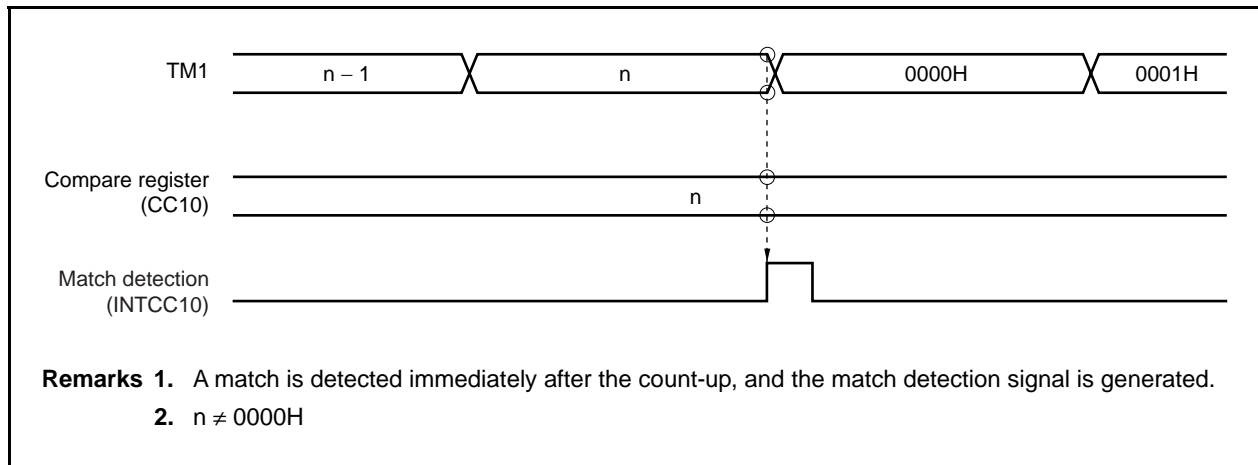 TM1 n − 1 n 0000H 0001H
Compare register
(CC10)
n
Match detection
(INTCC10)
Remarks 1. A match is detected immediately after the count-up, and the match detection signal is generated.
2. n ≠ 0000H